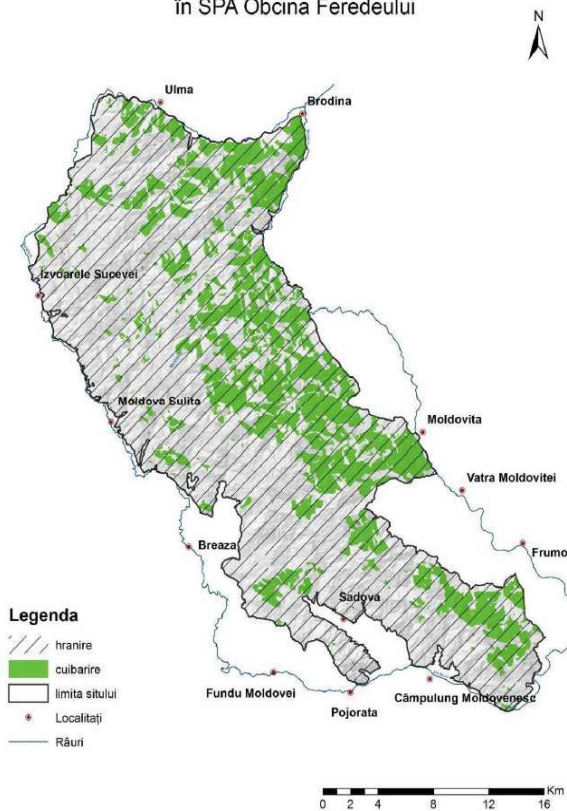 în SPA Obcina Feredeului
N
Ulma
Brodina
Izvoarele Sucevei
Moldova Sulita
Moldovita
Vatra Moldovitei
Frumo
Breaza
Sadova
Fundu Moldovei
Câmpulung Moldovenesc
Pojorata
Legenda
hranire
cuibarire
limita sitului
Localitați
Râuri
Km
0 2 4 8 12 16